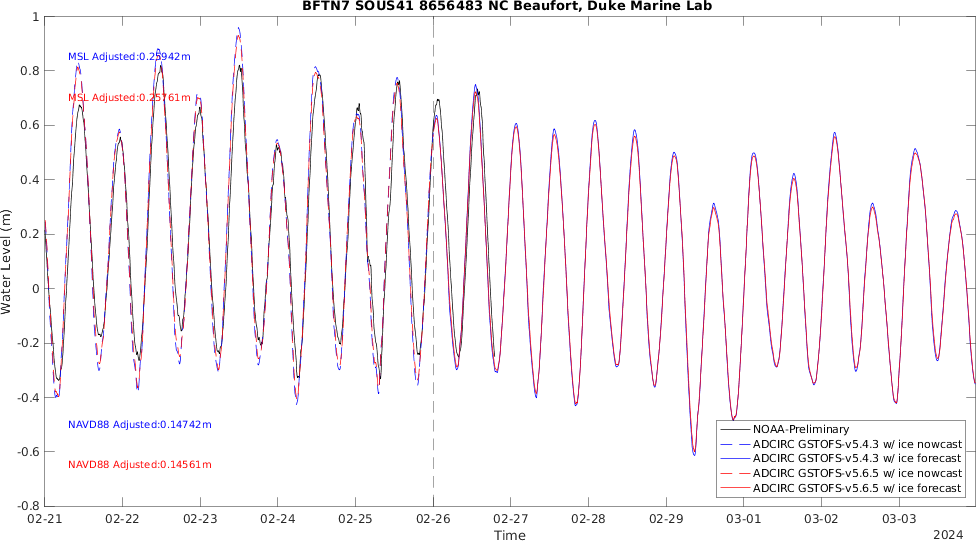 BFTN7 SOUS41 8656483 NC Beaufort, Duke Marine Lab
1
0.8
0.6
0.4
0.2
0
-0.2
-0.4
-0.6
-0.8
Water Level (m)
MSL Adjusted:0.25942m
MSL Adjusted:0.25761m
NAVD88 Adjusted:0.14742m
NAVD88 Adjusted:0.14561m
NOAA-Preliminary
ADCIRC GSTOFS-v5.4.3 w/ ice nowcast
ADCIRC GSTOFS-v5.4.3 w/ ice forecast
ADCIRC GSTOFS-v5.6.5 w/ ice nowcast
ADCIRC GSTOFS-v5.6.5 w/ ice forecast
02-21 02-22 02-23 02-24 02-25 02-26 02-27 02-28 02-29 03-01 03-02 03-03
Time
2024